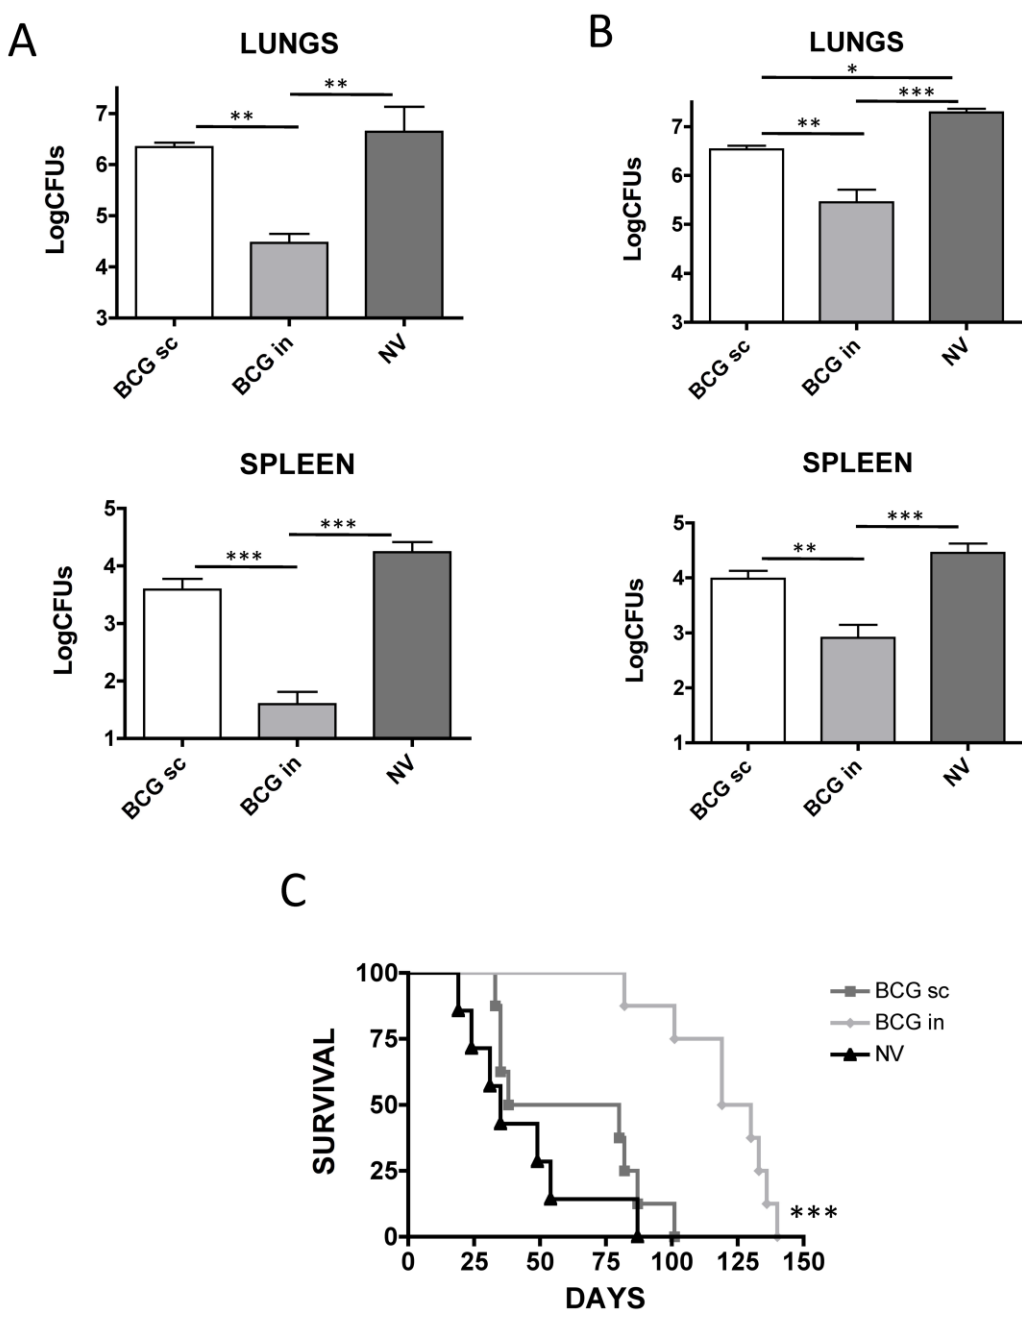 A
LUNGS
**
**
LogCFUs
7
6
5
4
3
BCG sc
BCG in
NV
SPLEEN
***
***
LogCFUs
5
4
3
2
1
BCG sc
BCG in
NV
B
LUNGS
*
***
**
LogCFUs
7
6
5
4
3
BCG sc
BCG in
NV
SPLEEN
***
**
LogCFUs
5
4
3
2
1
BCG sc
BCG in
NV
C
SURVIVAL
100
75
50
25
0
0 25 50 75 100 125 150
DAYS
***
BCG sc
BCG in
NV